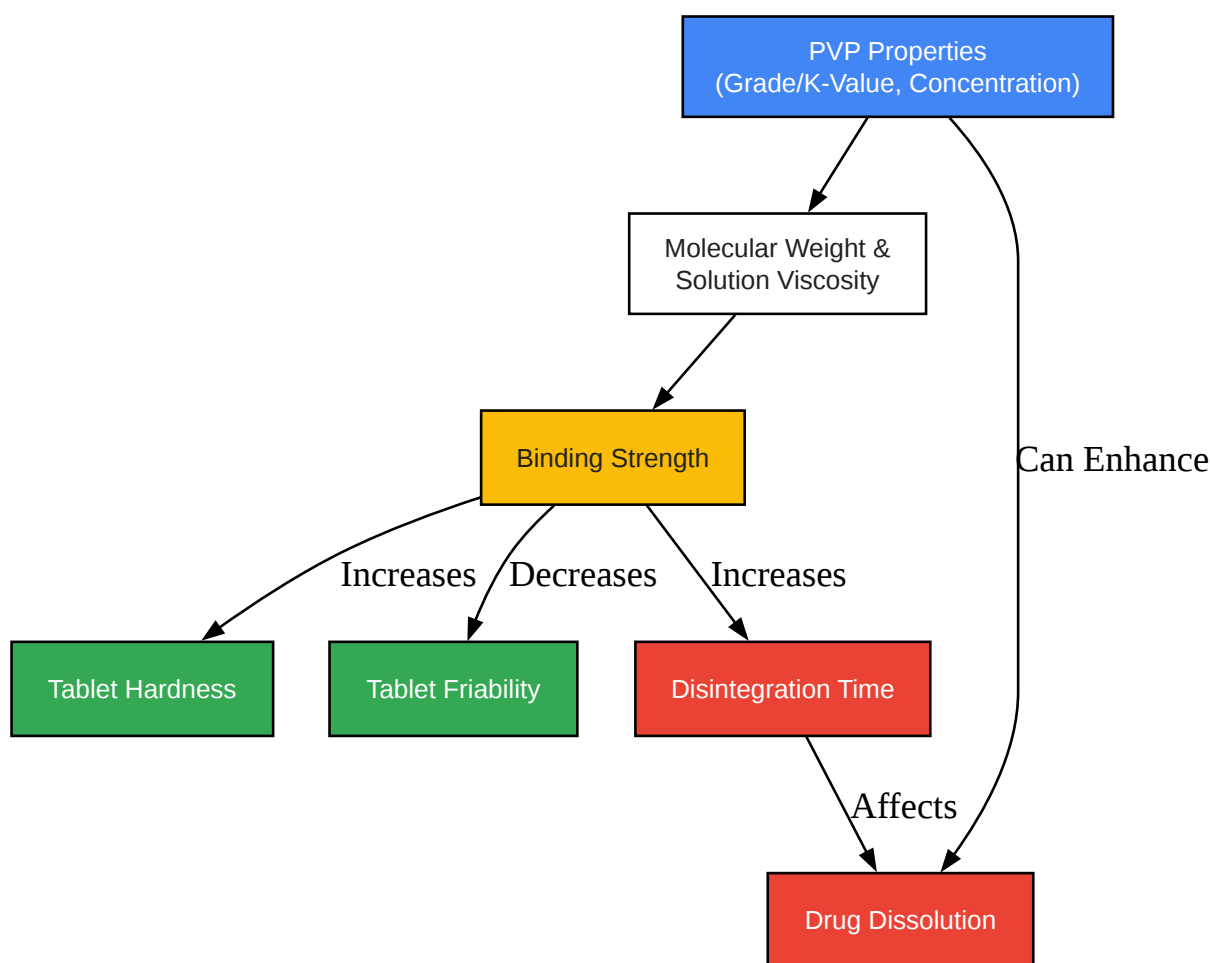 PVP Properties
(Grade/K-Value, Concentration)
Molecular Weight &
Solution Viscosity
Binding Strength
Can Enhance
Increases
Decreases
Increases
Tablet Hardness
Tablet Friability
Disintegration Time
Affects
Drug Dissolution